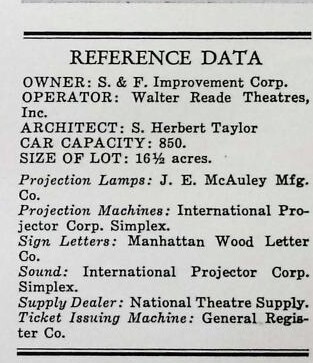 REFERENCE DATA
OWNER: S. & F. Improvement Corp.
OPERATOR: Walter Reade Theatres,
Inc.
ARCHITECT: S. Herbert Taylor
CAR CAPACITY: 850.
SIZE OF LOT: 16½ acres.
Projection Lamps: J. E. McAuley Mfg.
Co.
Projection Machines: International Pro-
jector Corp. Simplex.
Sign Letters: Manhattan Wood Letter
Co.
Sound: International Projector Corp.
Simplex.
Supply Dealer: National Theatre Supply.
Ticket Issuing Machine: General Regis-
ter Co.